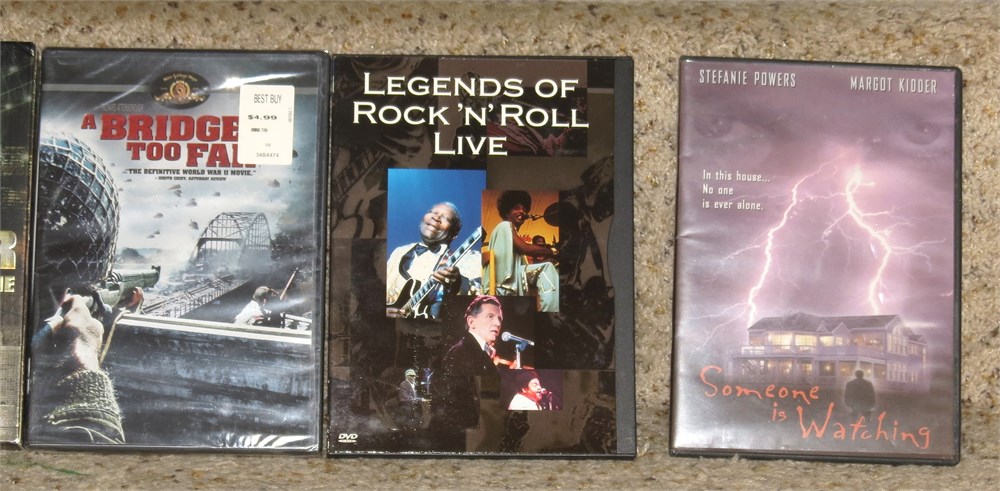 A BRIDGE
TOO FAR
"THE DEFINITIVE WORLD WAR II MOVIE."
BEST BUY
$4.99
LEGENDS OF
ROCK 'N' ROLL
LIVE
DVD
STEFANIE POWERS MARGOT KIDDER
In this house...
No one
is ever alone.
Someone
is
Watching